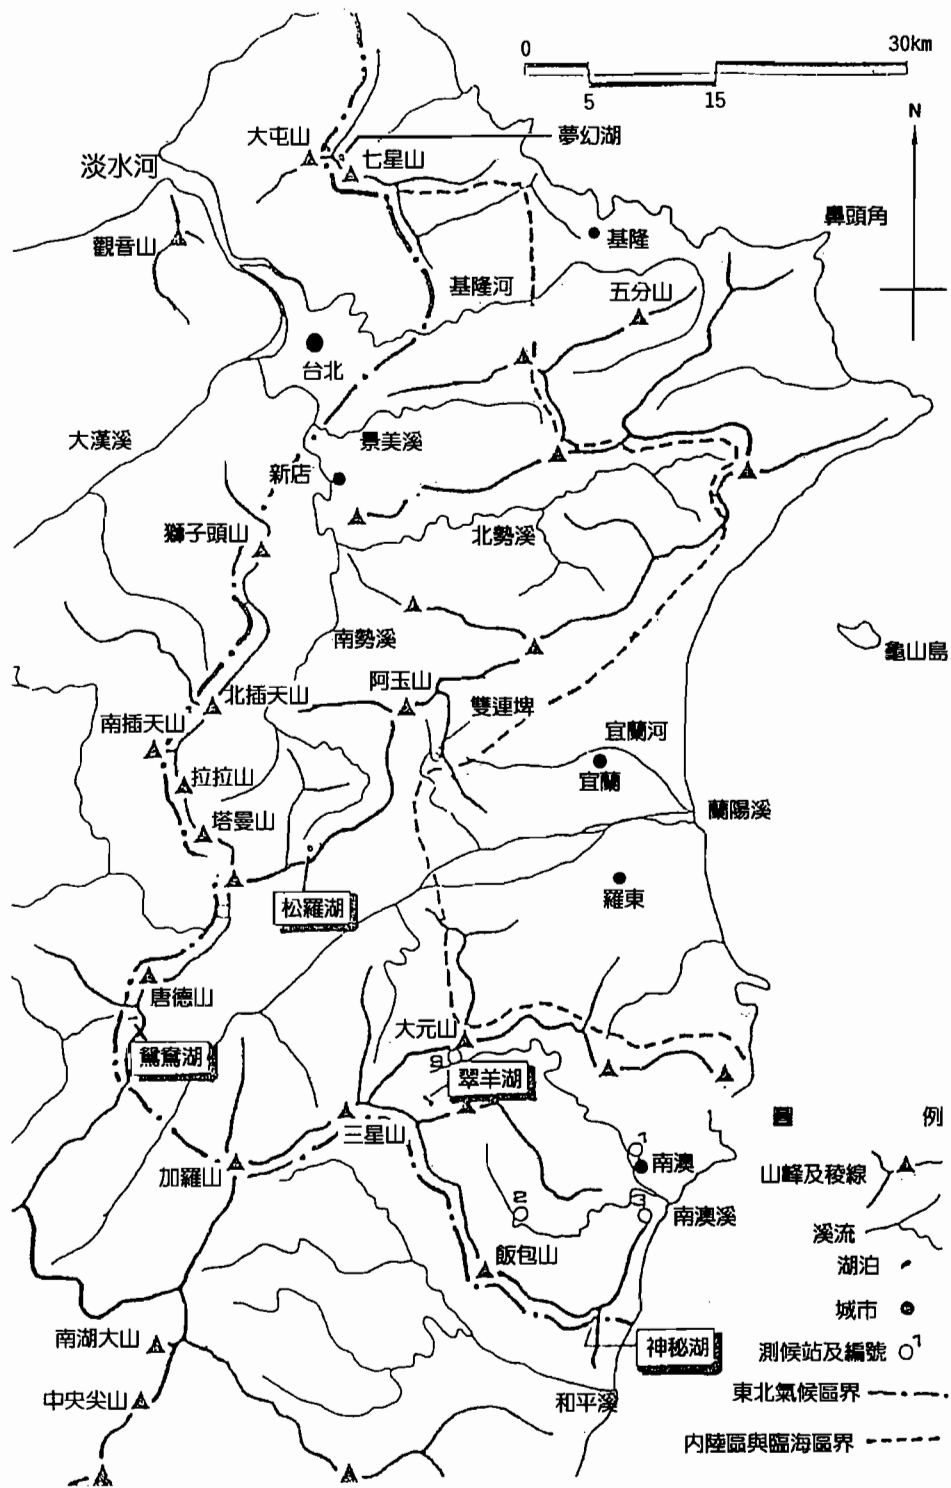 0
30km
5
15
N
大屯山
夢幻湖
七星山
淡水河
觀音山
基隆
鼻頭角
基隆河
五分山
台北
大漢溪
景美溪
新店
獅子頭山
北勢溪
南勢溪
龜山島
阿玉山
北插天山
雙連埤
南插天山
宜蘭河
拉拉山
宜蘭
蘭陽溪
塔曼山
羅東
松羅湖
唐德山
大元山
鴛鴦湖
翠羊湖
三星山
加羅山
南澳
南澳溪
1
2
3
飯包山
神秘湖
南湖大山
中央尖山
和平溪
圖 例
山峰及稜線
溪流
湖泊
城市
測候站及編號
東北氣候區界
內陸區與臨海區界